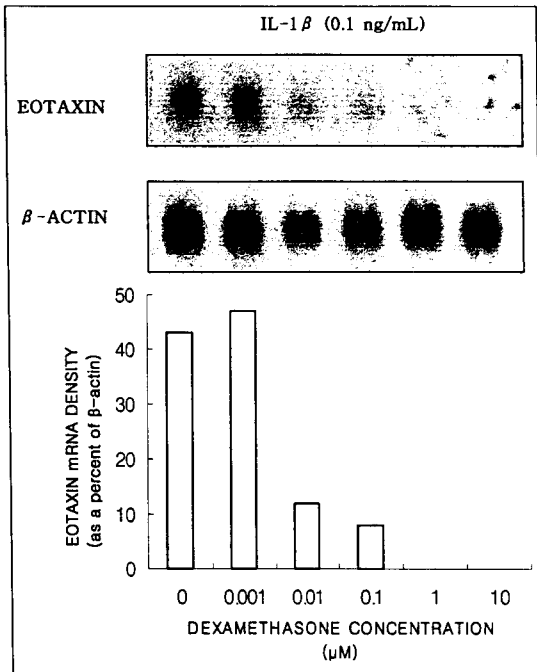 IL-1β (0.1 ng/mL)
EOTAXIN
β-ACTIN
EOTAXIN mRNA DENSITY
(as a percent of β-actin)
50
40
30
20
10
0
0 0.001 0.01 0.1 1 10
DEXAMETHASONE CONCENTRATION
(μM)